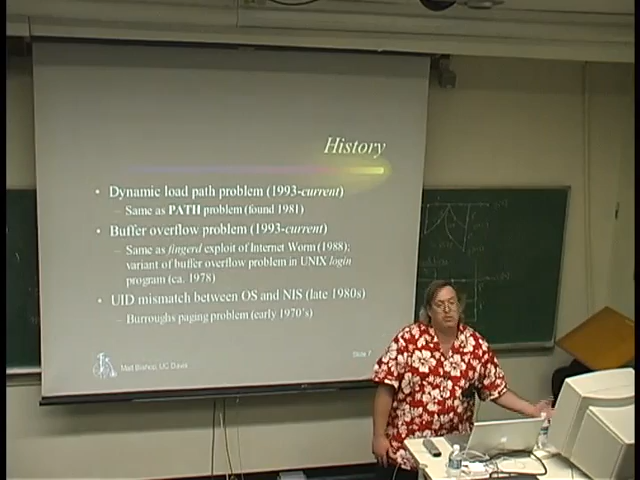 History
• Dynamic load path problem (1993-current)
– Same as PATH problem (found 1981)
• Buffer overflow problem (1993-current)
– Same as fingerd exploit of Internet Worm (1988);
variant of buffer overflow problem in UNIX login
program (ca. 1978)
• UID mismatch between OS and NIS (late 1980s)
– Burroughs paging problem (early 1970's)
Matt Bishop, UC Davis
Slide 7